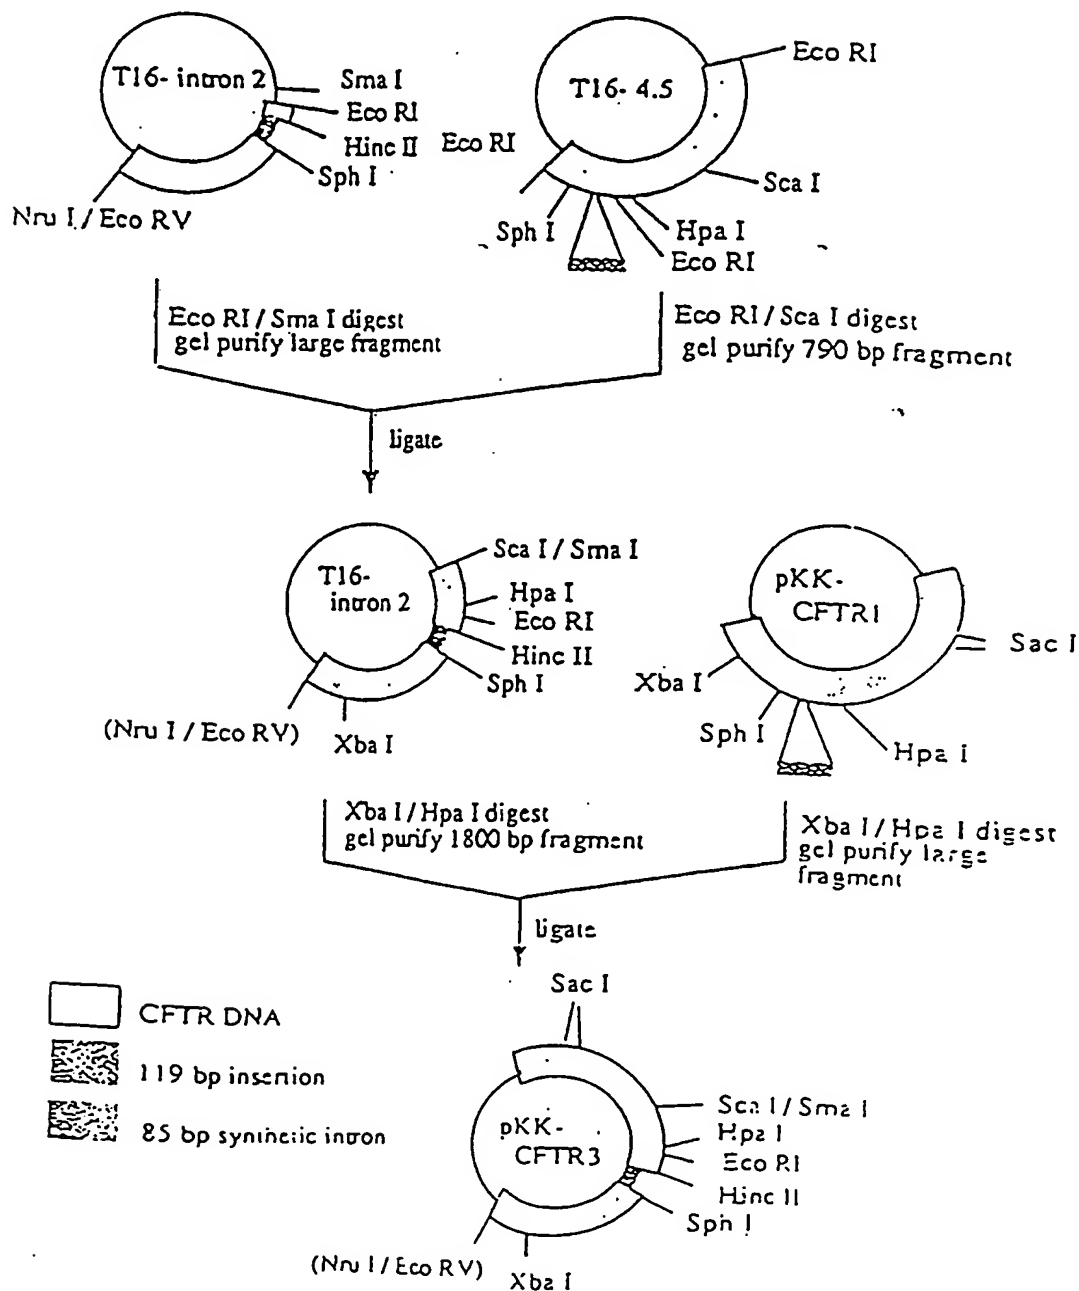 T16- intron 2
Sma I
Eco RI
Hinc II
Sph I
Nru I / Eco RV
T16- 4.5
Eco RI
Eco RI
Sca I
Sph I
Hpa I
Eco RI
Eco RI / Sma I digest
gel purify large fragment
Eco RI / Sca I digest
gel purify 790 bp fragment
ligate
T16-
intron 2
Sca I / Sma I
Hpa I
Eco RI
Hinc II
Sph I
(Nru I / Eco RV)
Xba I
pKK-
CFTR1
Sac I
Xba I
Sph I
Hpa I
Xba I / Hpa I digest
gel purify 1800 bp fragment
Xba I / Hpa I digest
gel purify large
fragment
ligate
Sac I
CFTR DNA
119 bp insertion
85 bp synthetic intron
pKK-
CFTR3
Sca I / Sma I
Hpa I
Eco RI
Hinc II
Sph I
(Nru I / Eco RV)
Xba I